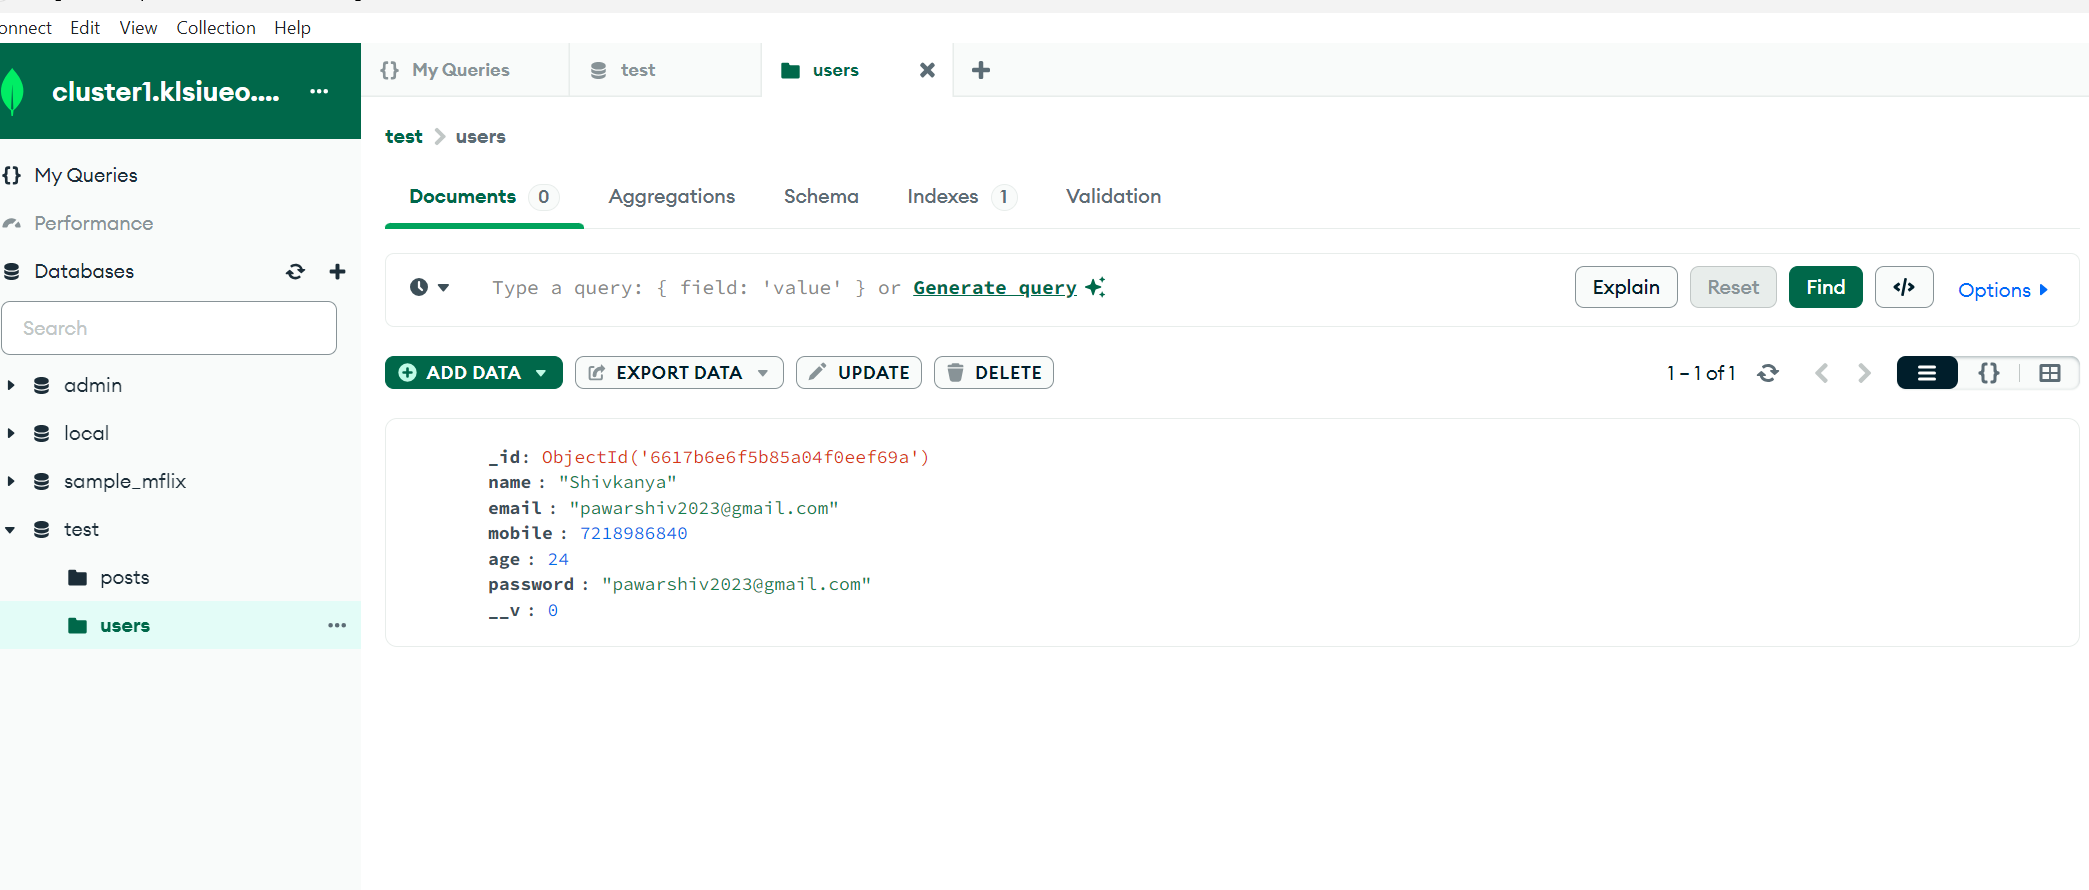 onnect Edit View Collection Help
cluster1.klsiueo.... ...
{} My Queries
Performance
Databases
Search
admin
local
sample_mflix
test
posts
users ...
{} My Queries test users
test > users
Documents 0 Aggregations Schema Indexes 1 Validation
Type a query: { field: 'value' } or Generate query Explain Reset Find </> Options
ADD DATA EXPORT DATA UPDATE DELETE 1 – 1 of 1 {}
_id: ObjectId('6617b6e6f5b85a04f0eef69a')
name : "Shivkanya"
email : "pawarshiv2023@gmail.com"
mobile : 7218986840
age : 24
password : "pawarshiv2023@gmail.com"
__v : 0